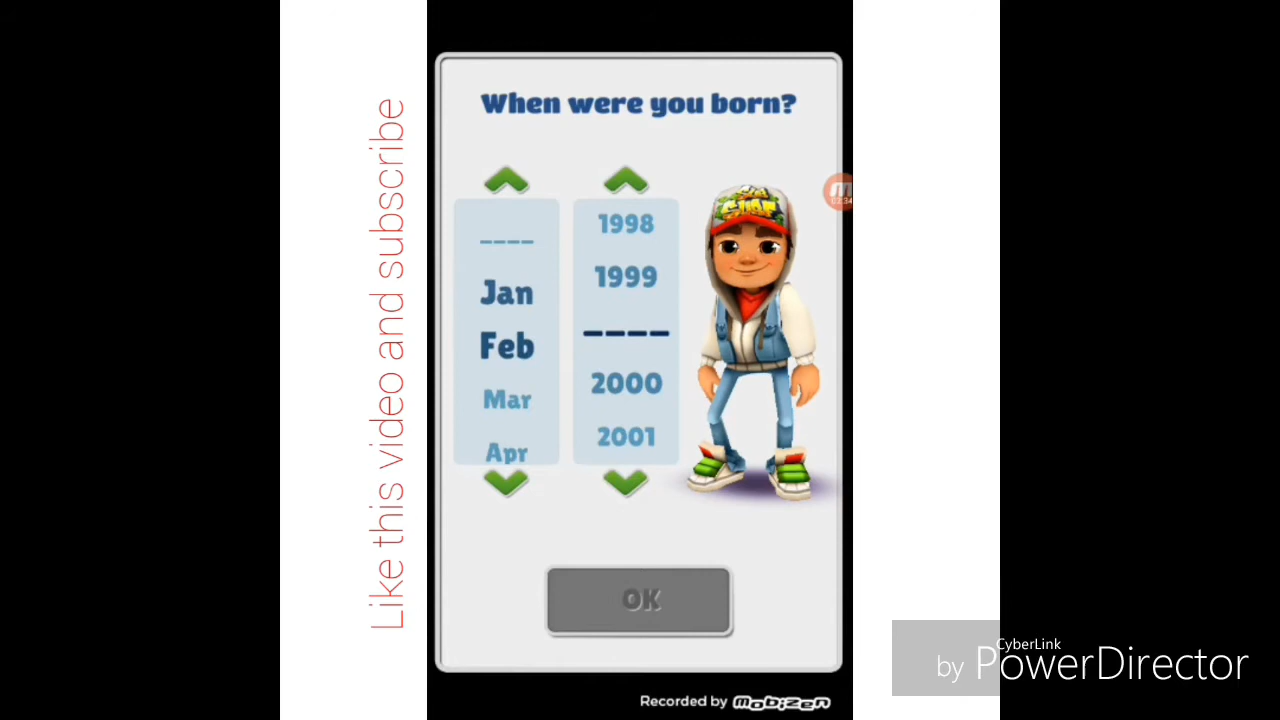 Like this video and subscribe
When were you born?
----
Jan
Feb
Mar
Apr
1998
1999
----
2000
2001
OK
M
Recorded by MOBIZEN
CyberLink
by PowerDirector